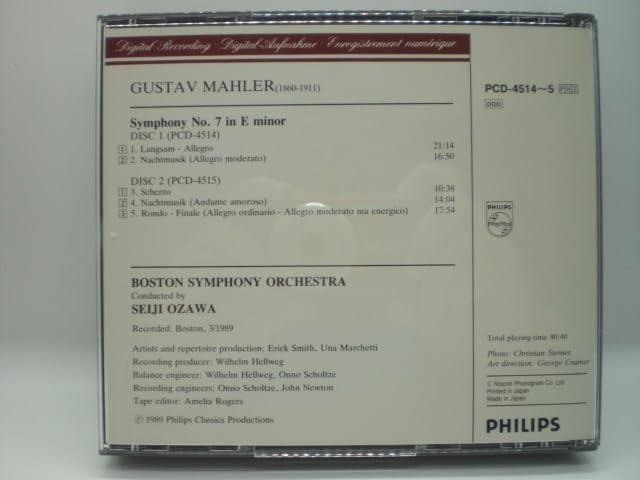 Digital Recording · Digital-Aufnahme · Enregistrement numérique
GUSTAV MAHLER (1860-1911)
Symphony No. 7 in E minor
DISC 1 (PCD-4514)
1 1. Langsam - Allegro 21:14
2 2. Nachtmusik (Allegro moderato) 16:50
DISC 2 (PCD-4515)
1 3. Scherzo 10:38
2 4. Nachtmusik (Andante amoroso) 14:04
3 5. Rondo - Finale (Allegro ordinario - Allegro moderato ma energico) 17:54
BOSTON SYMPHONY ORCHESTRA
Conducted by
SEIJI OZAWA
Recorded: Boston, 3/1989
Artists and repertoire production: Erick Smith, Una Marchetti
Recording producer: Wilhelm Hellweg
Balance engineer: Wilhelm Hellweg, Onno Scholtze
Recording engineers: Onno Scholtze, John Newton
Tape editor: Amelia Rogers
℗ 1989 Philips Classics Productions
PCD-4514～5
DDD
PHILIPS
Total playing-time 80:40
Photo: Christian Steiner
Art direction: George Cramer
Nippon Phonogram Co. Ltd
Printed in Japan
Made in Japan
PHILIPS